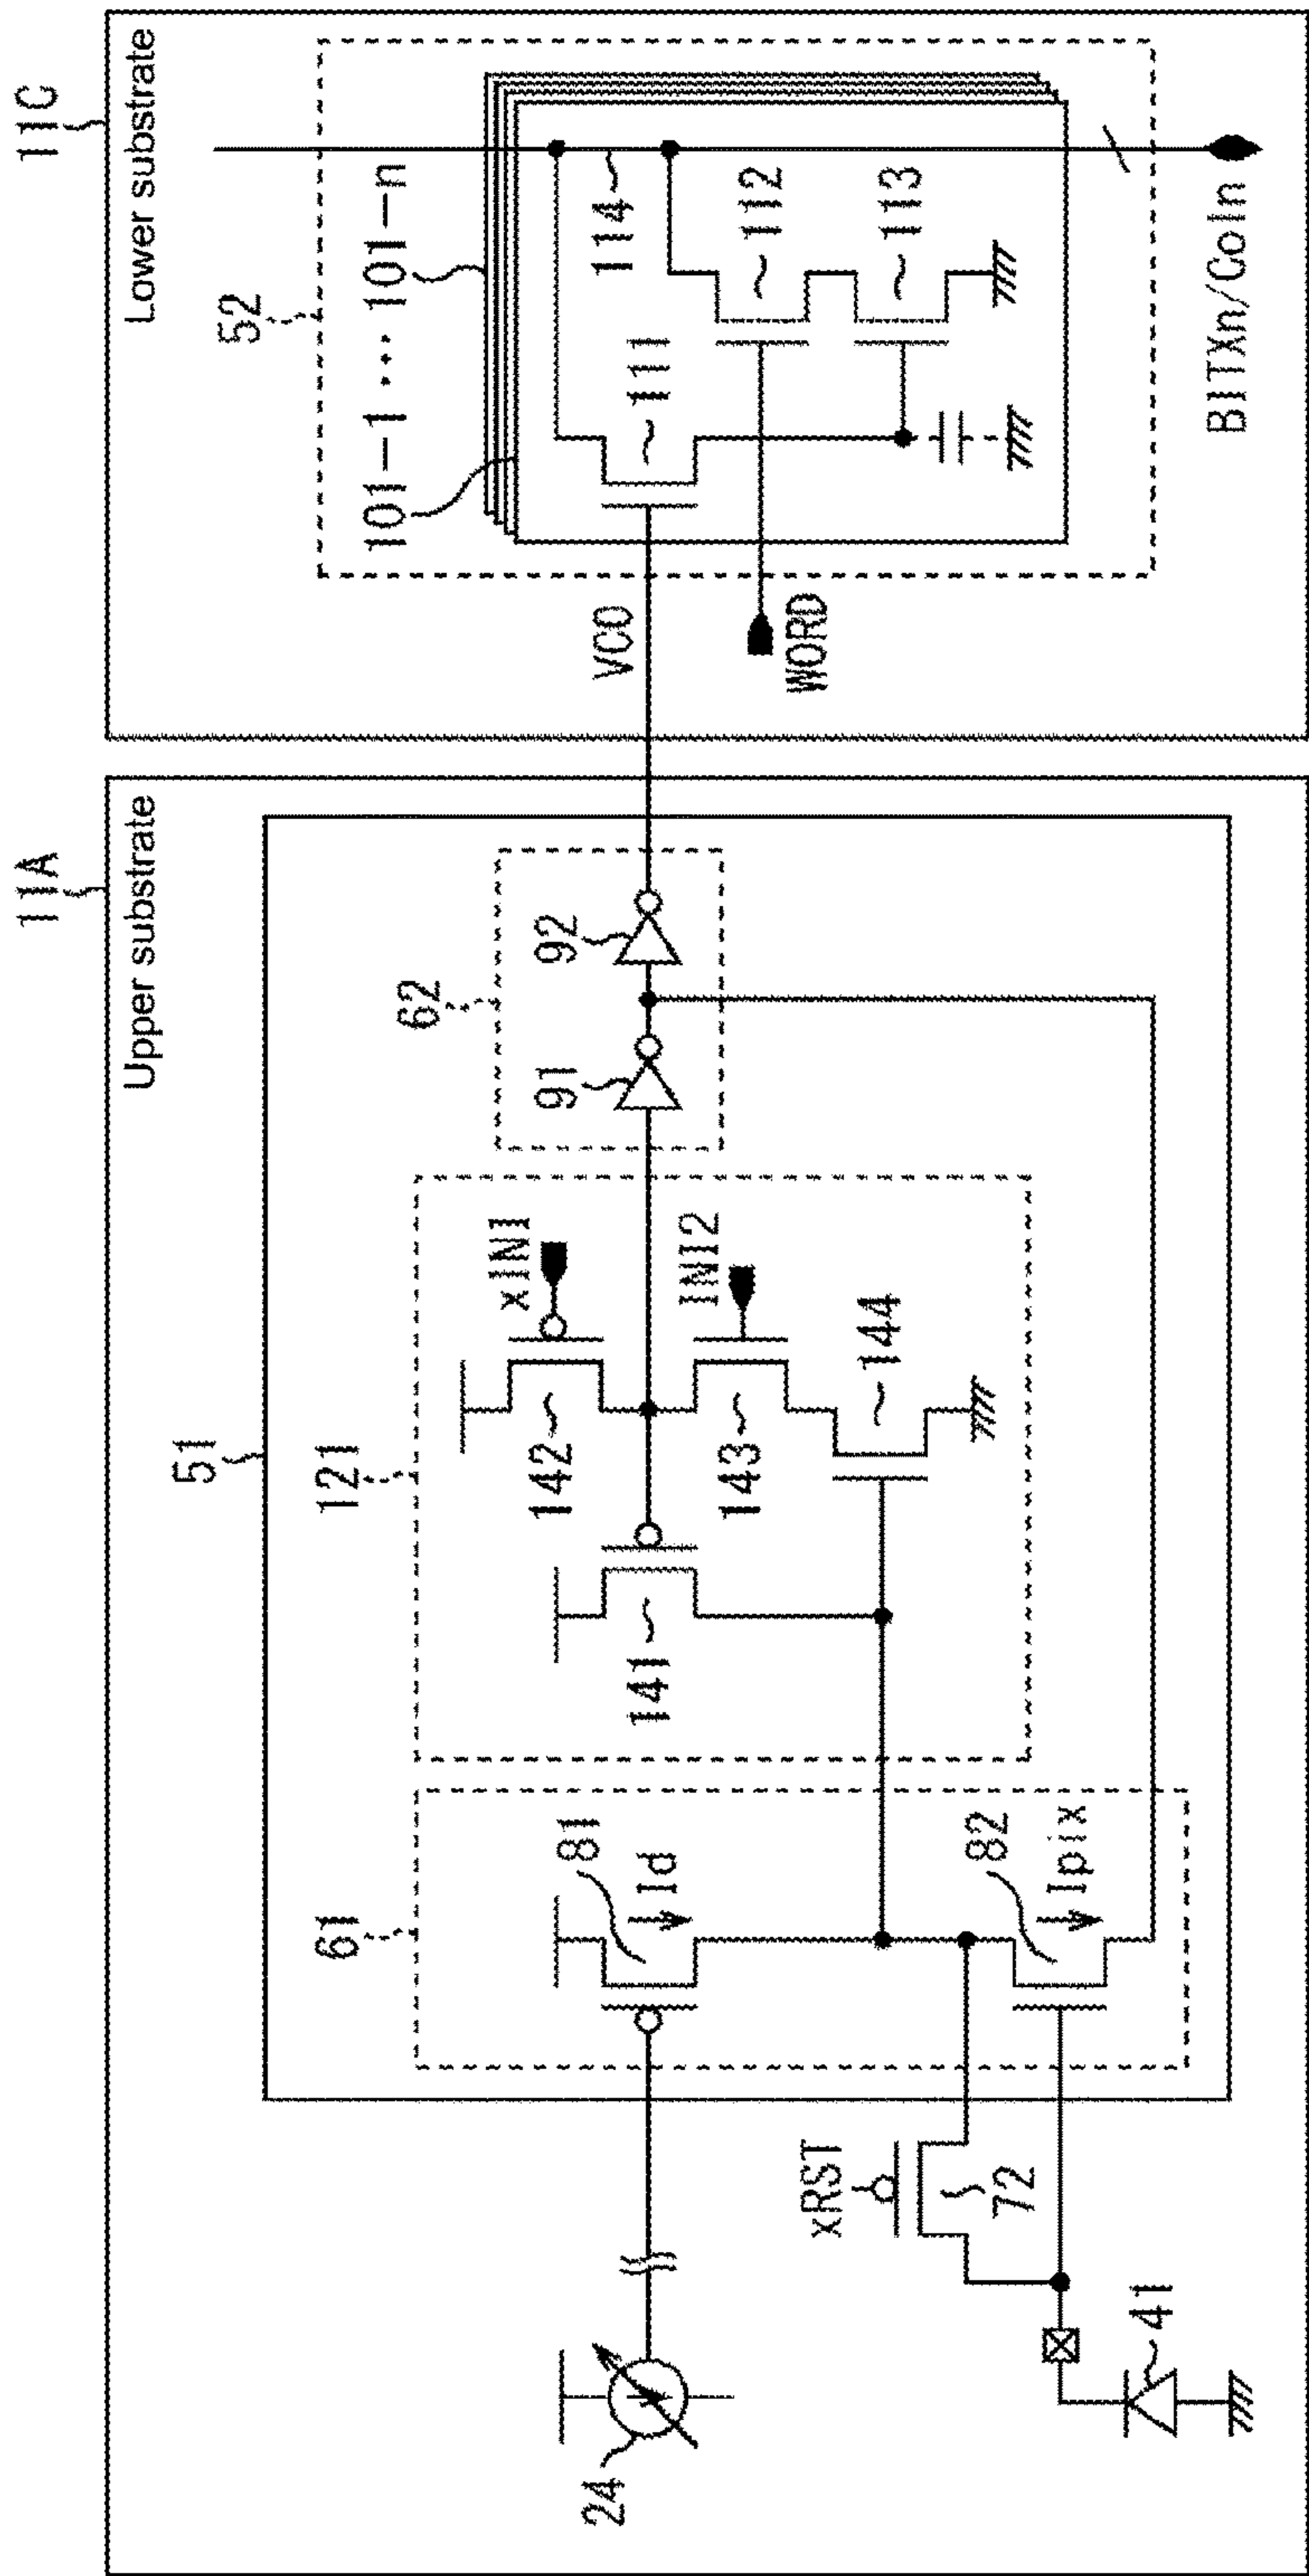 11A
11C
Upper substrate
Lower substrate
51
52
61
121
62
101-1 ··· 101-n
xINI
24
81
Id
141
142
91
92
VCO
111
114
INI2
143
144
WORD
112
113
xRST
72
82
Ipix
41
BITXn/Coln